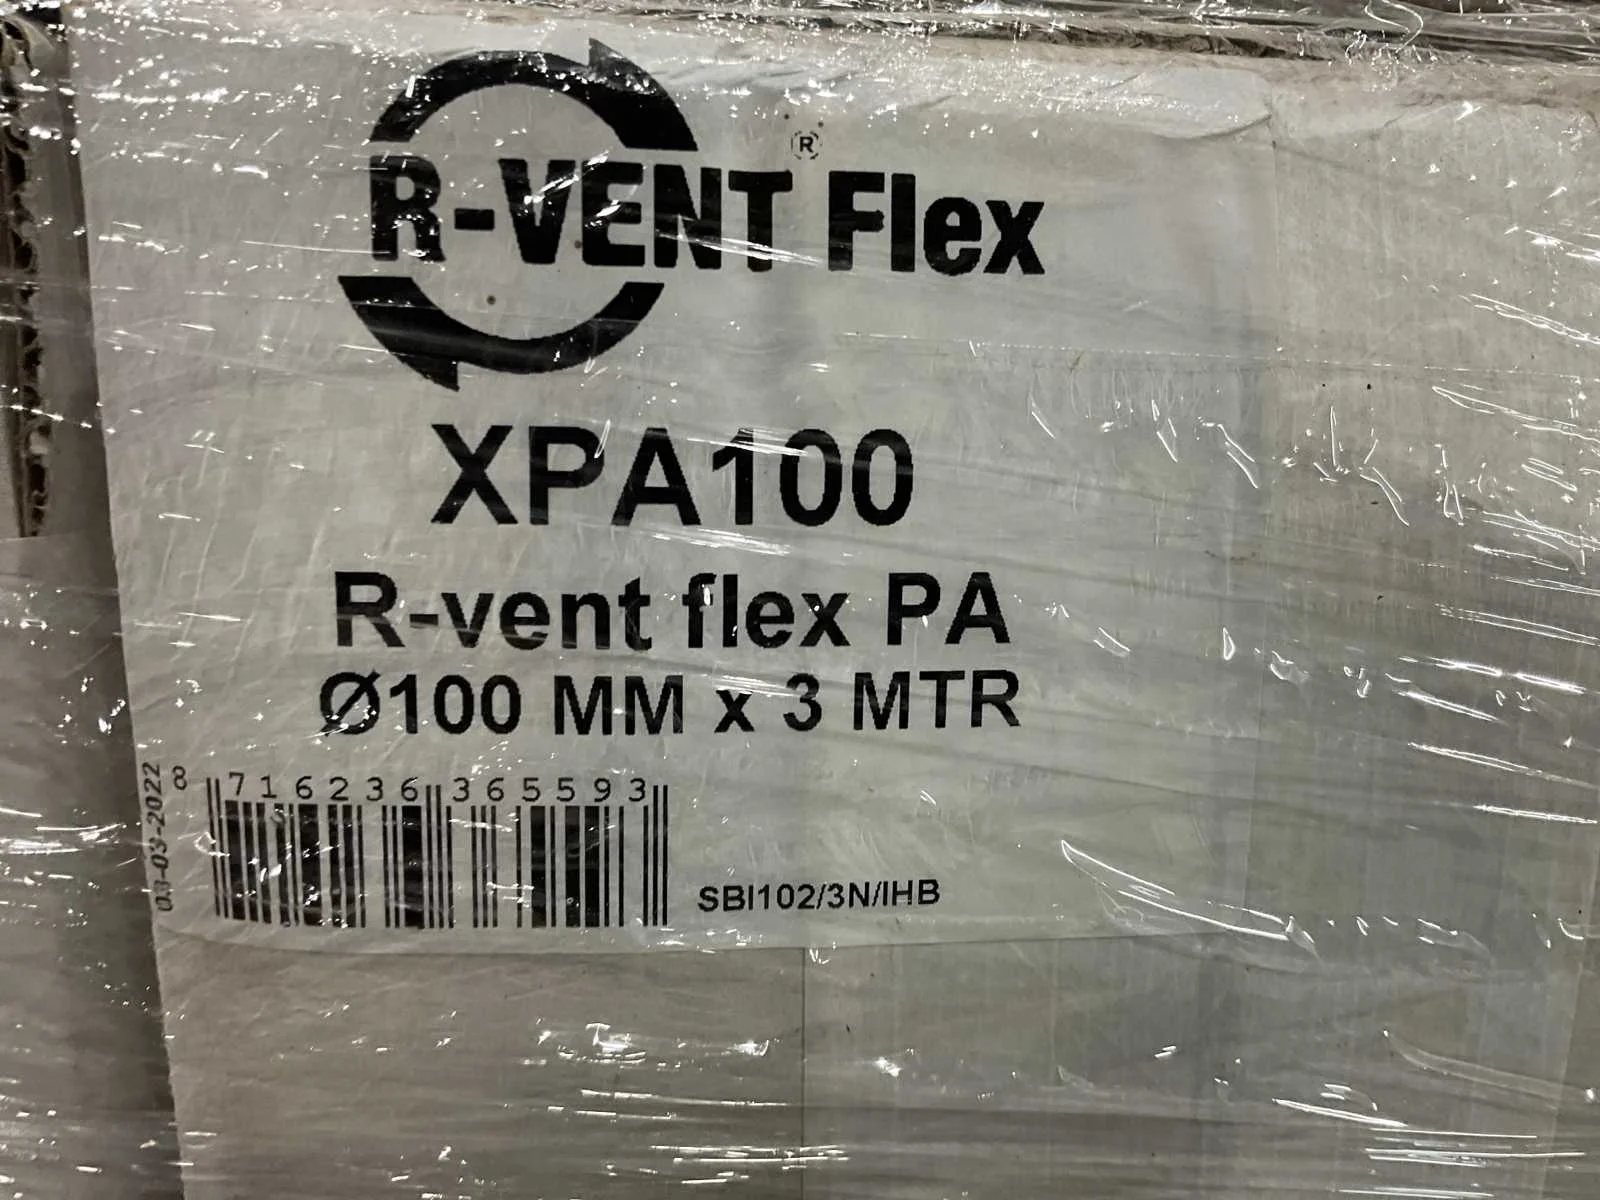 R-VENT Flex ®
XPA100
R-vent flex PA
Ø100 MM x 3 MTR
03-03-2022
8 716236 365593
SBI102/3N/IHB